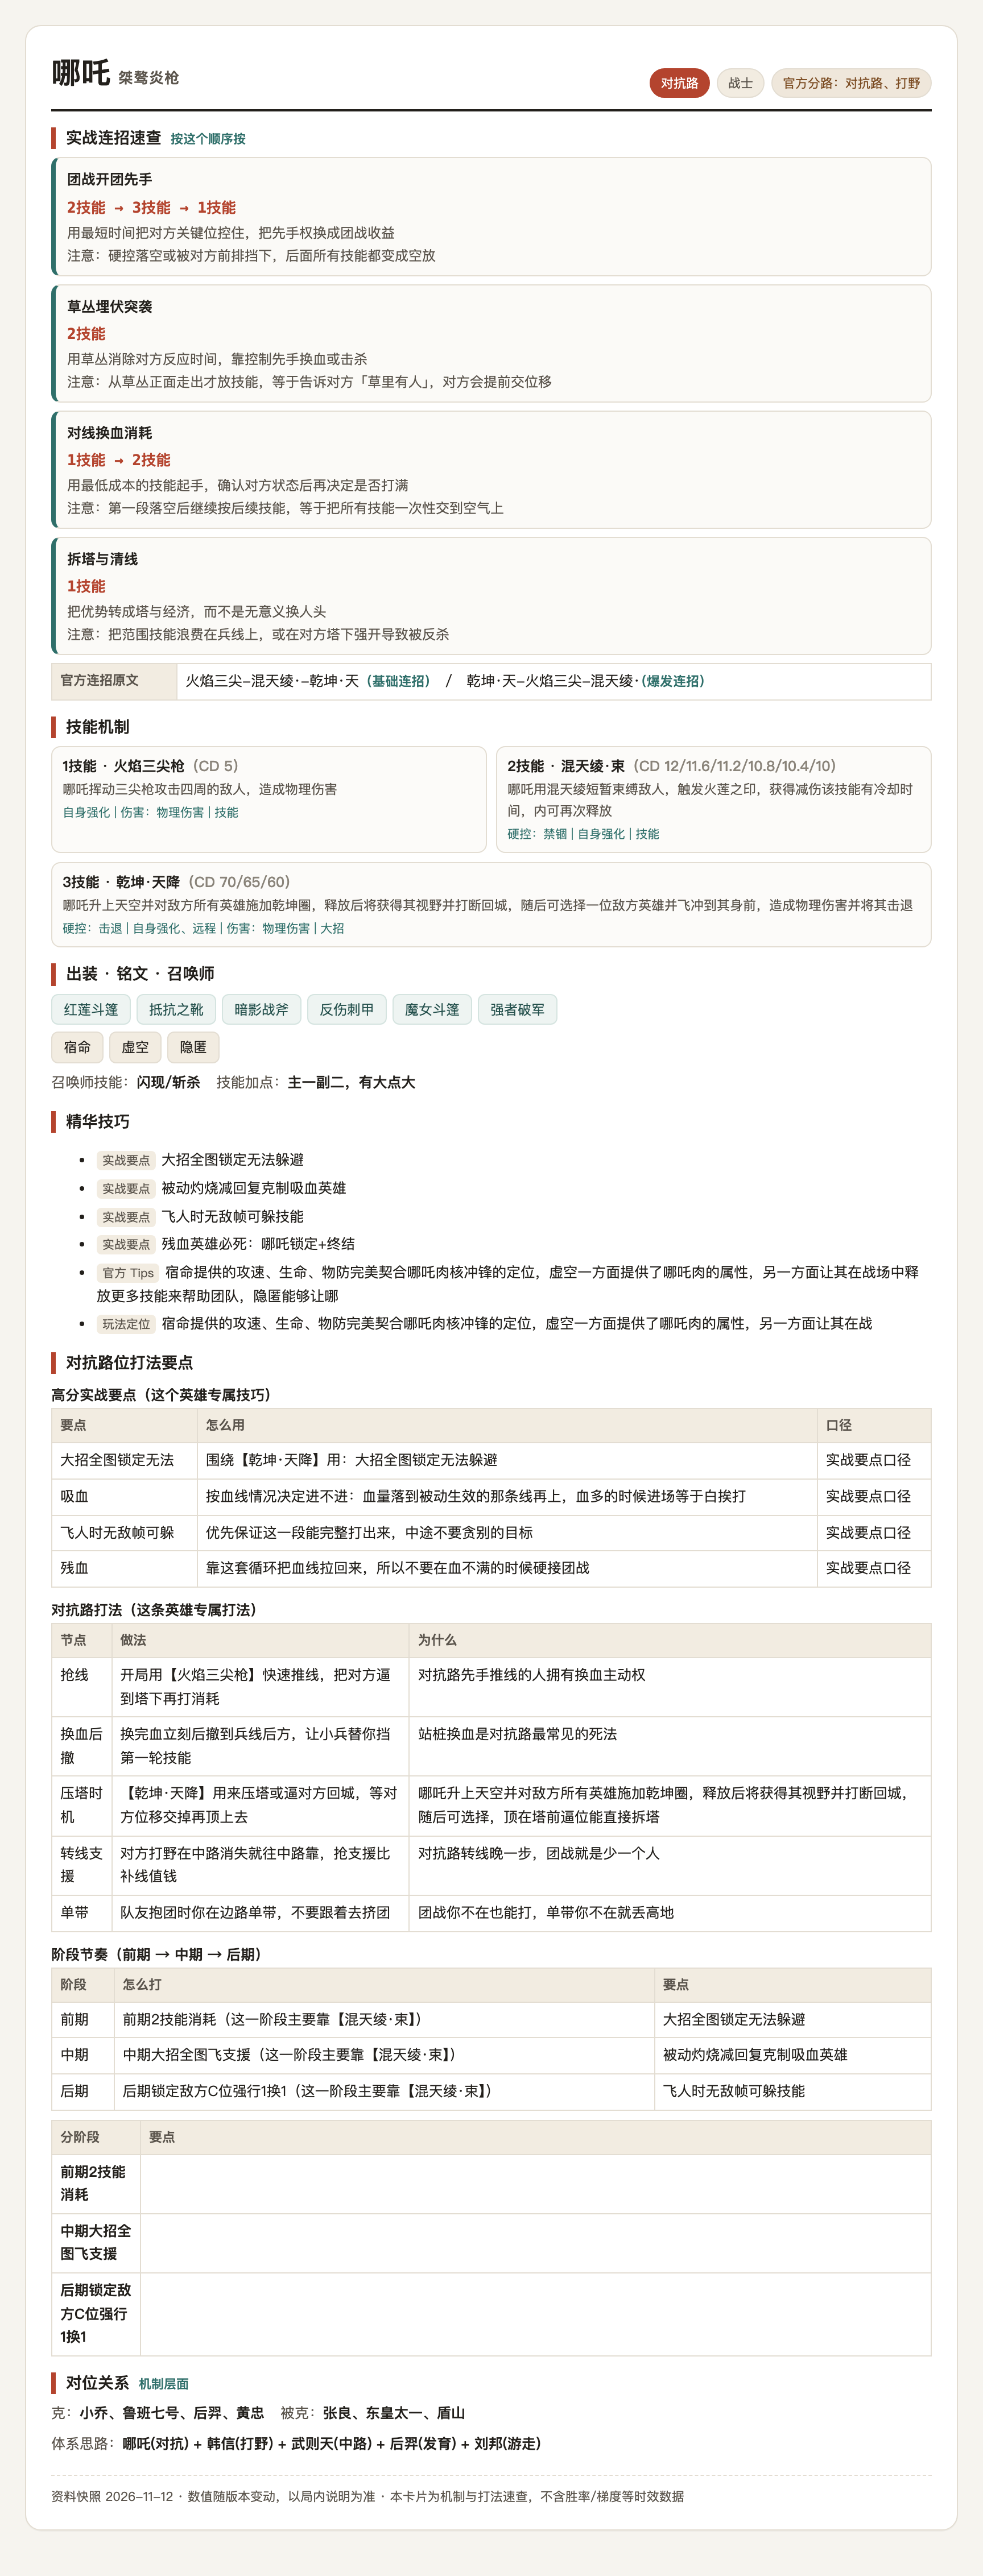 哪吒 桀骜炎枪
对抗路 战士 官方分路：对抗路、打野
实战连招速查 按这个顺序按
团战开团先手
2技能 → 3技能 → 1技能
用最短时间把对方关键位控住，把先手权换成团战收益
注意：硬控落空或被对方前排挡下，后面所有技能都变成空放
草丛埋伏突袭
2技能
用草丛消除对方反应时间，靠控制先手换血或击杀
注意：从草丛正面走出才放技能，等于告诉对方「草里有人」，对方会提前交位移
对线换血消耗
1技能 → 2技能
用最低成本的技能起手，确认对方状态后再决定是否打满
注意：第一段落空后继续按后续技能，等于把所有技能一次性交到空气上
拆塔与清线
1技能
把优势转成塔与经济，而不是无意义换人头
注意：把范围技能浪费在兵线上，或在对方塔下强开导致被反杀
官方连招原文 火焰三尖–混天绫·–乾坤·天（基础连招） / 乾坤·天–火焰三尖–混天绫·（爆发连招）
技能机制
1技能 · 火焰三尖枪（CD 5）
哪吒挥动三尖枪攻击四周的敌人，造成物理伤害
自身强化 | 伤害：物理伤害 | 技能
2技能 · 混天绫·束（CD 12/11.6/11.2/10.8/10.4/10）
哪吒用混天绫短暂束缚敌人，触发火莲之印，获得减伤该技能有冷却时
间，内可再次释放
硬控：禁锢 | 自身强化 | 技能
3技能 · 乾坤·天降（CD 70/65/60）
哪吒升上天空并对敌方所有英雄施加乾坤圈，释放后将获得其视野并打断回城，随后可选择一位敌方英雄并飞冲到其身前，造成物理伤害并将其击退
硬控：击退 | 自身强化、远程 | 伤害：物理伤害 | 大招
出装 · 铭文 · 召唤师
红莲斗篷 抵抗之靴 暗影战斧 反伤刺甲 魔女斗篷 强者破军
宿命 虚空 隐匿
召唤师技能：闪现/斩杀 技能加点：主一副二，有大点大
精华技巧
• 实战要点 大招全图锁定无法躲避
• 实战要点 被动灼烧减回复克制吸血英雄
• 实战要点 飞人时无敌帧可躲技能
• 实战要点 残血英雄必死：哪吒锁定+终结
• 官方 Tips 宿命提供的攻速、生命、物防完美契合哪吒肉核冲锋的定位，虚空一方面提供了哪吒肉的属性，另一方面让其在战场中释
放更多技能来帮助团队，隐匿能够让哪
• 玩法定位 宿命提供的攻速、生命、物防完美契合哪吒肉核冲锋的定位，虚空一方面提供了哪吒肉的属性，另一方面让其在战
对抗路位打法要点
高分实战要点（这个英雄专属技巧）
要点 怎么用 口径
大招全图锁定无法 围绕【乾坤·天降】用：大招全图锁定无法躲避 实战要点口径
吸血 按血线情况决定进不进：血量落到被动生效的那条线再上，血多的时候进场等于白挨打 实战要点口径
飞人时无敌帧可躲 优先保证这一段能完整打出来，中途不要贪别的目标 实战要点口径
残血 靠这套循环把血线拉回来，所以不要在血不满的时候硬接团战 实战要点口径
对抗路打法（这条英雄专属打法）
节点 做法 为什么
抢线 开局用【火焰三尖枪】快速推线，把对方逼 对抗路先手推线的人拥有换血主动权
到塔下再打消耗
换血后 换完血立刻后撤到兵线后方，让小兵替你挡 站桩换血是对抗路最常见的死法
撤 第一轮技能
压塔时 【乾坤·天降】用来压塔或逼对方回城，等对 哪吒升上天空并对敌方所有英雄施加乾坤圈，释放后将获得其视野并打断回城，
机 方位移交掉再顶上去 随后可选择，顶在塔前逼位能直接拆塔
转线支 对方打野在中路消失就往中路靠，抢支援比 对抗路转线晚一步，团战就是少一个人
援 补线值钱
单带 队友抱团时你在边路单带，不要跟着去挤团 团战你不在也能打，单带你不在就丢高地
阶段节奏（前期 → 中期 → 后期）
阶段 怎么打 要点
前期 前期2技能消耗（这一阶段主要靠【混天绫·束】） 大招全图锁定无法躲避
中期 中期大招全图飞支援（这一阶段主要靠【混天绫·束】） 被动灼烧减回复克制吸血英雄
后期 后期锁定敌方C位强行1换1（这一阶段主要靠【混天绫·束】） 飞人时无敌帧可躲技能
分阶段 要点
前期2技能
消耗
中期大招全
图飞支援
后期锁定敌
方C位强行
1换1
对位关系 机制层面
克：小乔、鲁班七号、后羿、黄忠 被克：张良、东皇太一、盾山
体系思路：哪吒(对抗) + 韩信(打野) + 武则天(中路) + 后羿(发育) + 刘邦(游走)
资料快照 2026–11–12 · 数值随版本变动，以局内说明为准 · 本卡片为机制与打法速查，不含胜率/梯度等时效数据